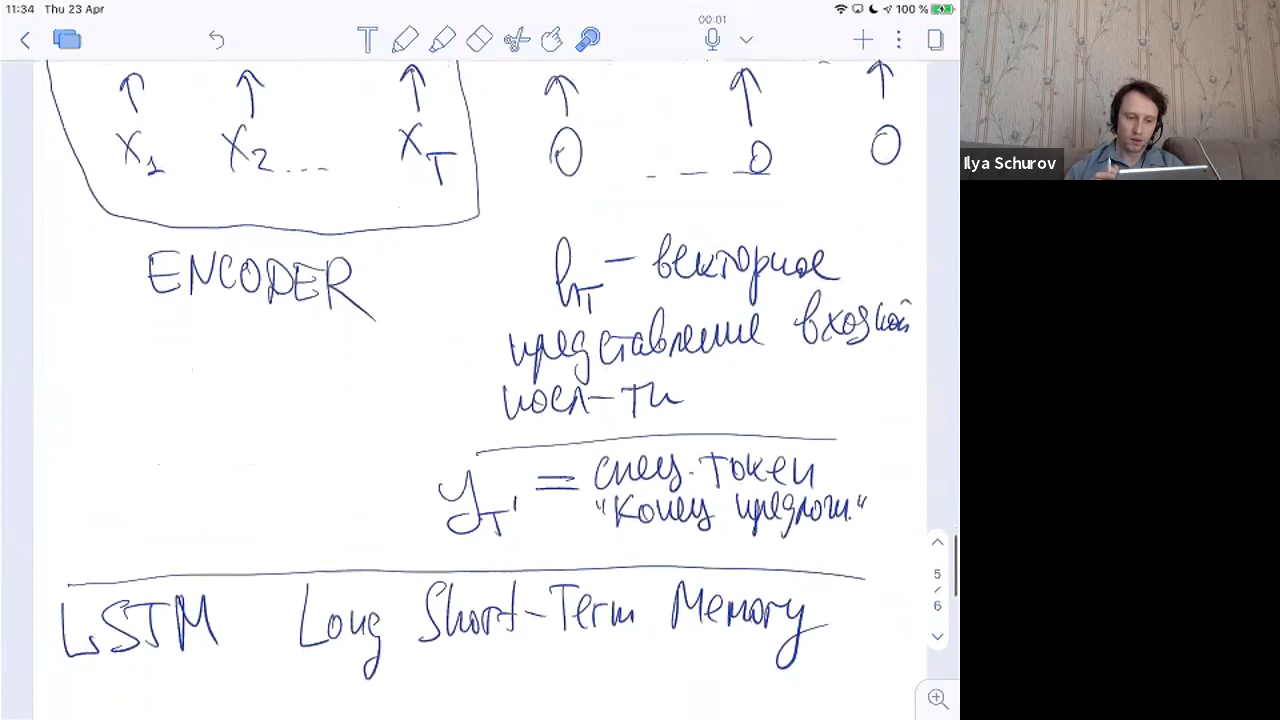 11:34 Thu 23 Apr
100 %
00:01
T
X1 X2 ... XT 0 --- 0 0
ENCODER
hT – векторное
представление входной
посл-ти
yT' = спец. токен
"Конец предлож."
LSTM Long Short-Term Memory
5
/
6
Ilya Schurov